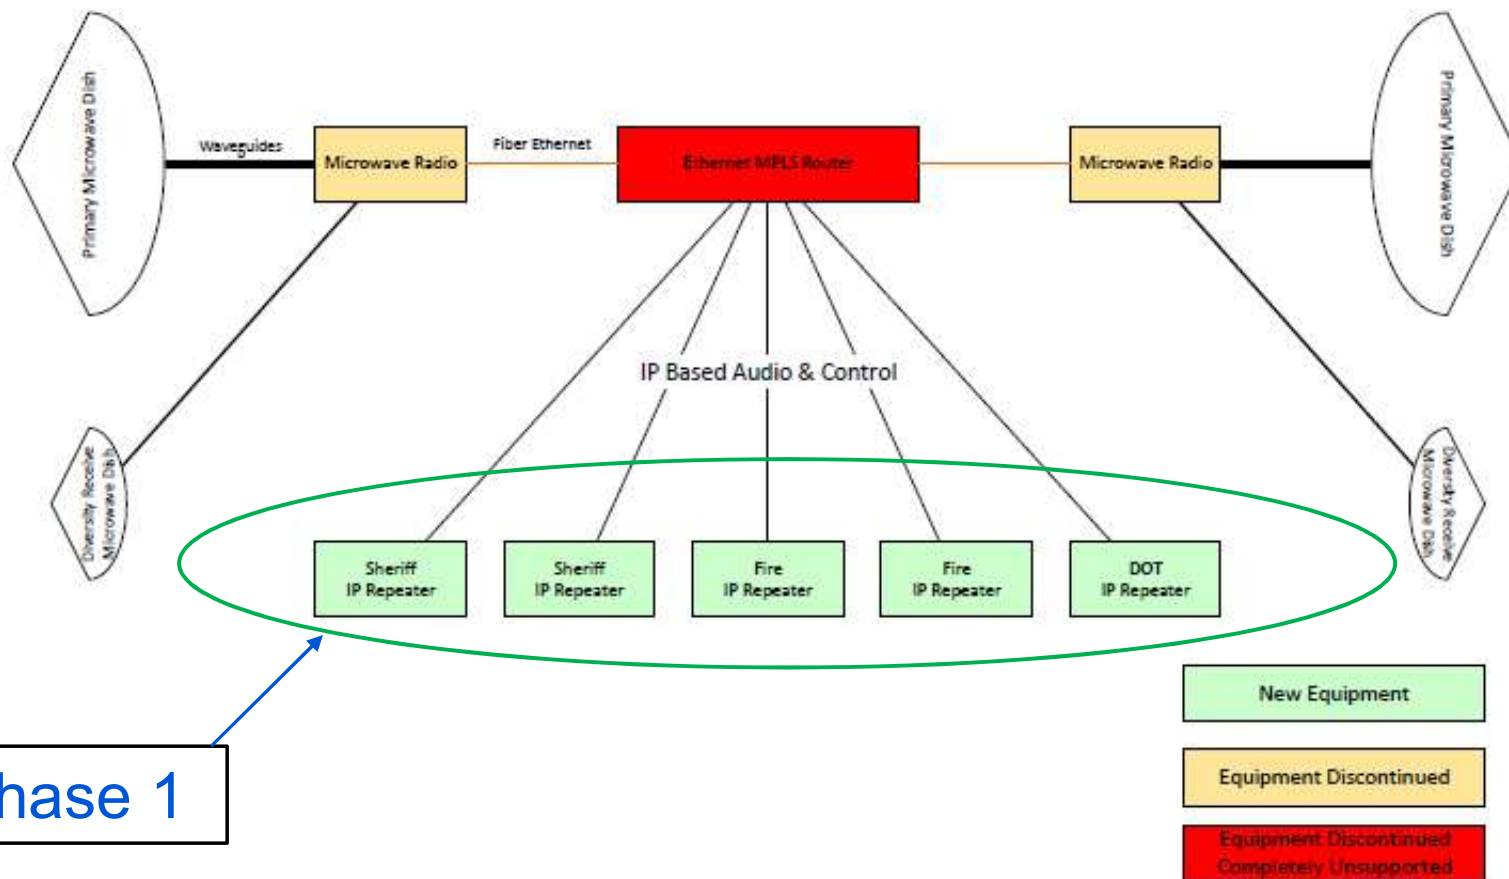 Primary Microwave Dish
Waveguides
Microwave Radio
Fiber Ethernet
Ethernet MPLS Router
Microwave Radio
Primary Microwave Dish
IP Based Audio & Control
Diversity Receive
Microwave Dish
Diversity Receive
Microwave Dish
Sheriff
IP Repeater
Sheriff
IP Repeater
Fire
IP Repeater
Fire
IP Repeater
DOT
IP Repeater
hase 1
New Equipment
Equipment Discontinued
Equipment Discontinued
Completely Unsupported